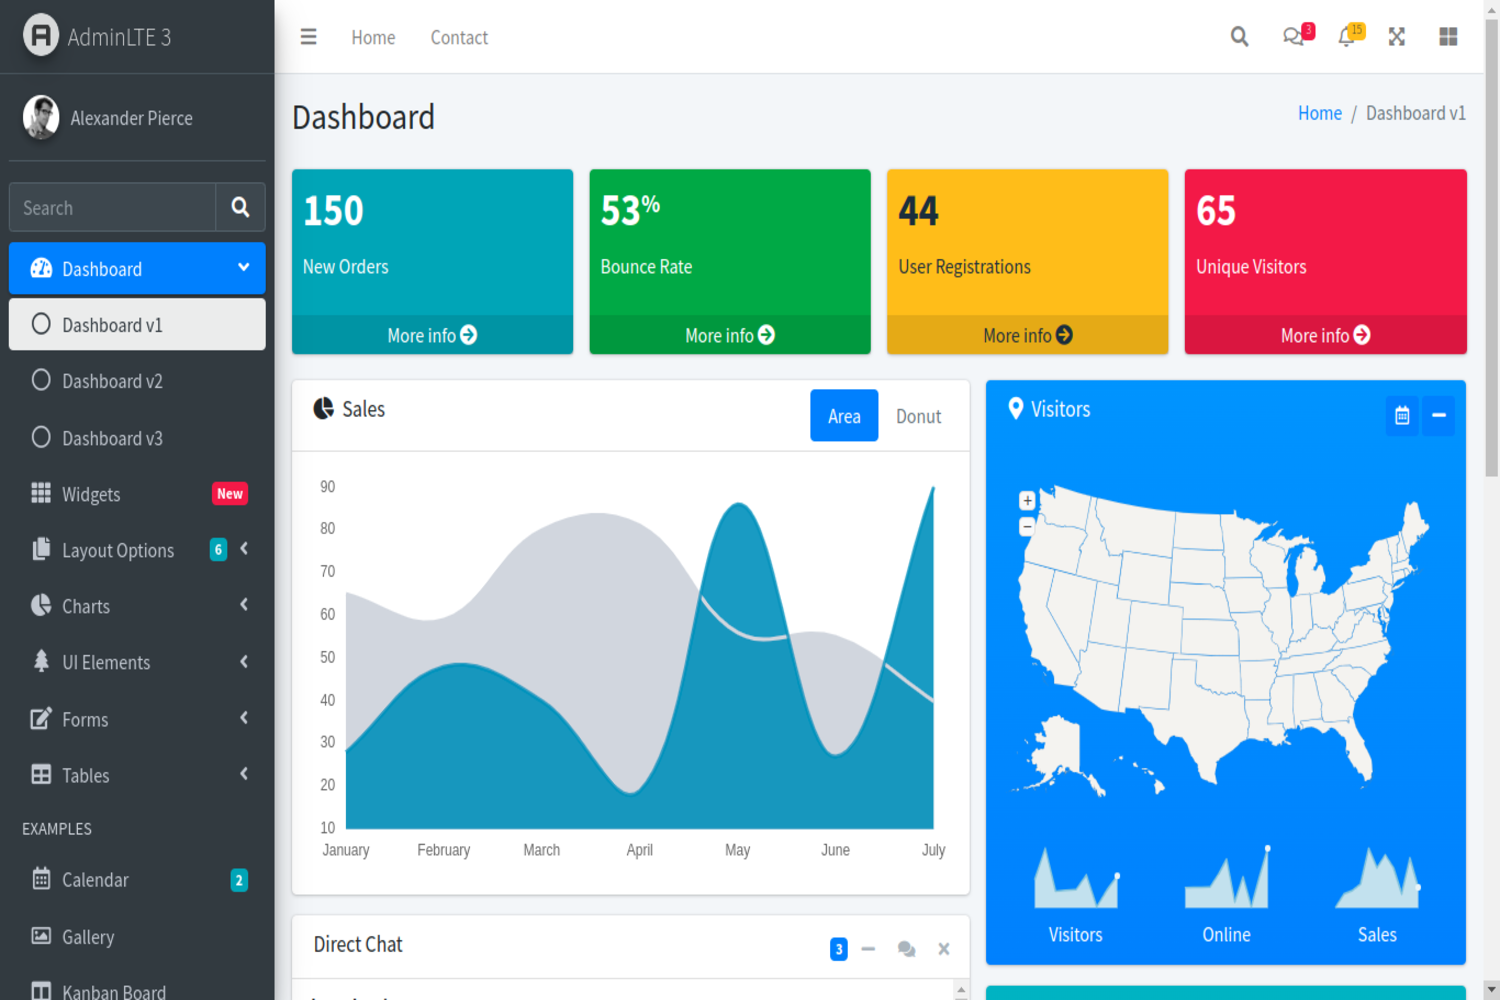 AdminLTE 3
Home
Contact
3
15
Alexander Pierce
Search
Dashboard
Dashboard v1
Dashboard v2
Dashboard v3
Widgets
New
Layout Options
6
Charts
UI Elements
Forms
Tables
EXAMPLES
Calendar
2
Gallery
Kanban Board
Dashboard
Home / Dashboard v1
150
New Orders
More info
53%
Bounce Rate
More info
44
User Registrations
More info
65
Unique Visitors
More info
Sales
Area
Donut
90
80
70
60
50
40
30
20
10
January February March April May June July
Visitors
+
−
Visitors
Online
Sales
Direct Chat
3